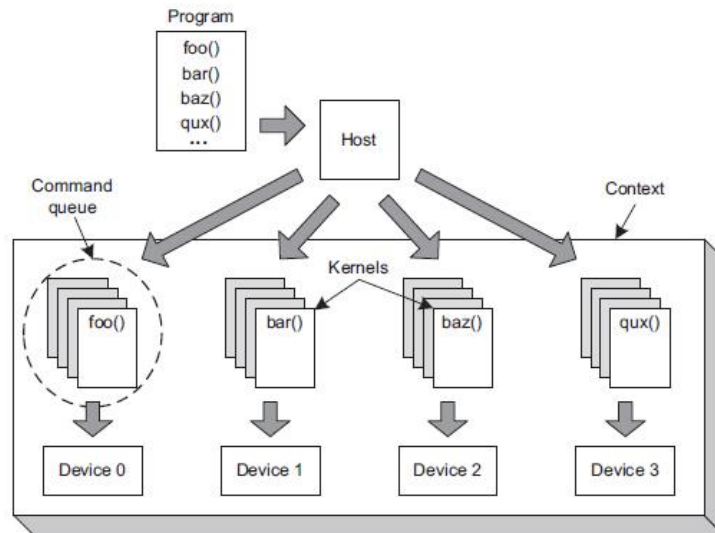 Program
foo()
bar()
baz()
qux()
...
Host
Command
queue
Context
Kernels
foo()
bar()
baz()
qux()
Device 0
Device 1
Device 2
Device 3